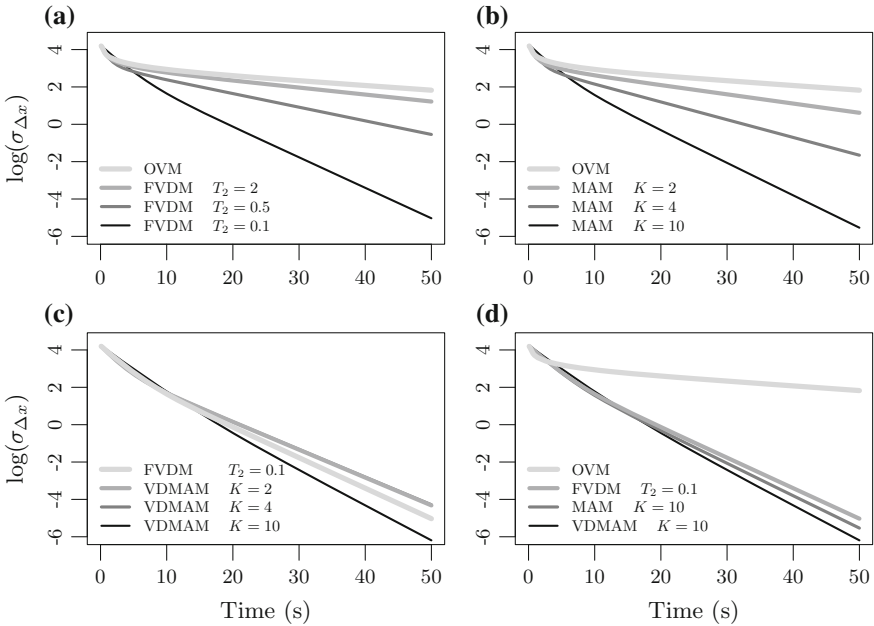 (a)
(b)
log(σΔx)
4
2
0
-2
-4
-6
OVM
FVDM T2 = 2
FVDM T2 = 0.5
FVDM T2 = 0.1
0 10 20 30 40 50
4
2
0
-2
-4
-6
OVM
MAM K = 2
MAM K = 4
MAM K = 10
0 10 20 30 40 50
(c)
(d)
log(σΔx)
4
2
0
-2
-4
-6
FVDM T2 = 0.1
VDMAM K = 2
VDMAM K = 4
VDMAM K = 10
0 10 20 30 40 50
Time (s)
4
2
0
-2
-4
-6
OVM
FVDM T2 = 0.1
MAM K = 10
VDMAM K = 10
0 10 20 30 40 50
Time (s)